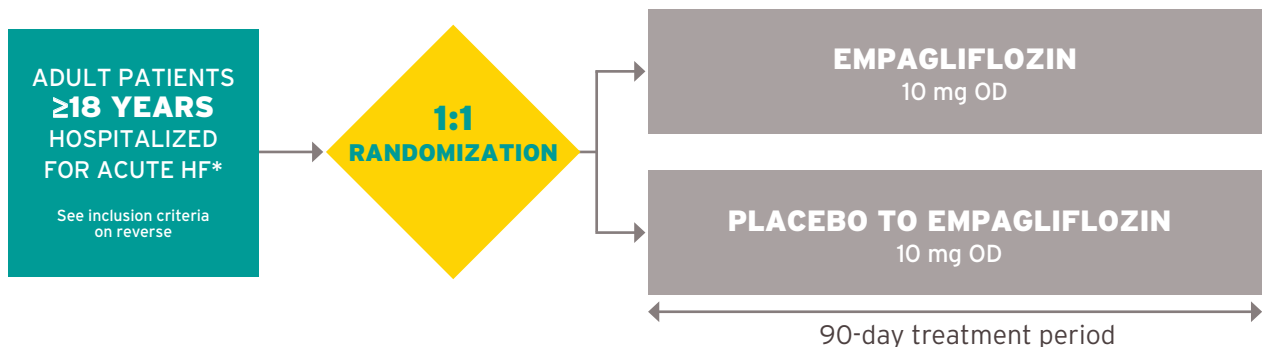 ADULT PATIENTS
≥18 YEARS
HOSPITALIZED
FOR ACUTE HF*
See inclusion criteria
on reverse
1:1
RANDOMIZATION
EMPAGLIFLOZIN
10 mg OD
PLACEBO TO EMPAGLIFLOZIN
10 mg OD
90-day treatment period